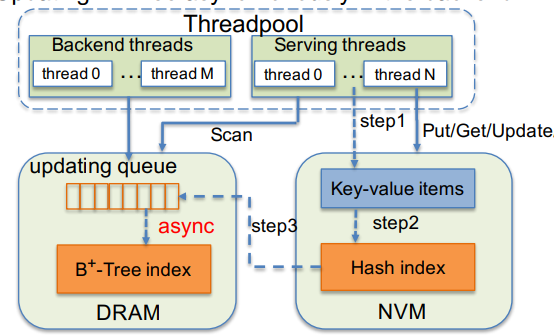 Threadpool
Backend threads
Serving threads
thread 0
...
thread M
thread 0
...
thread N
step1
Scan
Put/Get/Update
updating queue
Key-value items
async
step3
step2
B+-Tree index
Hash index
DRAM
NVM